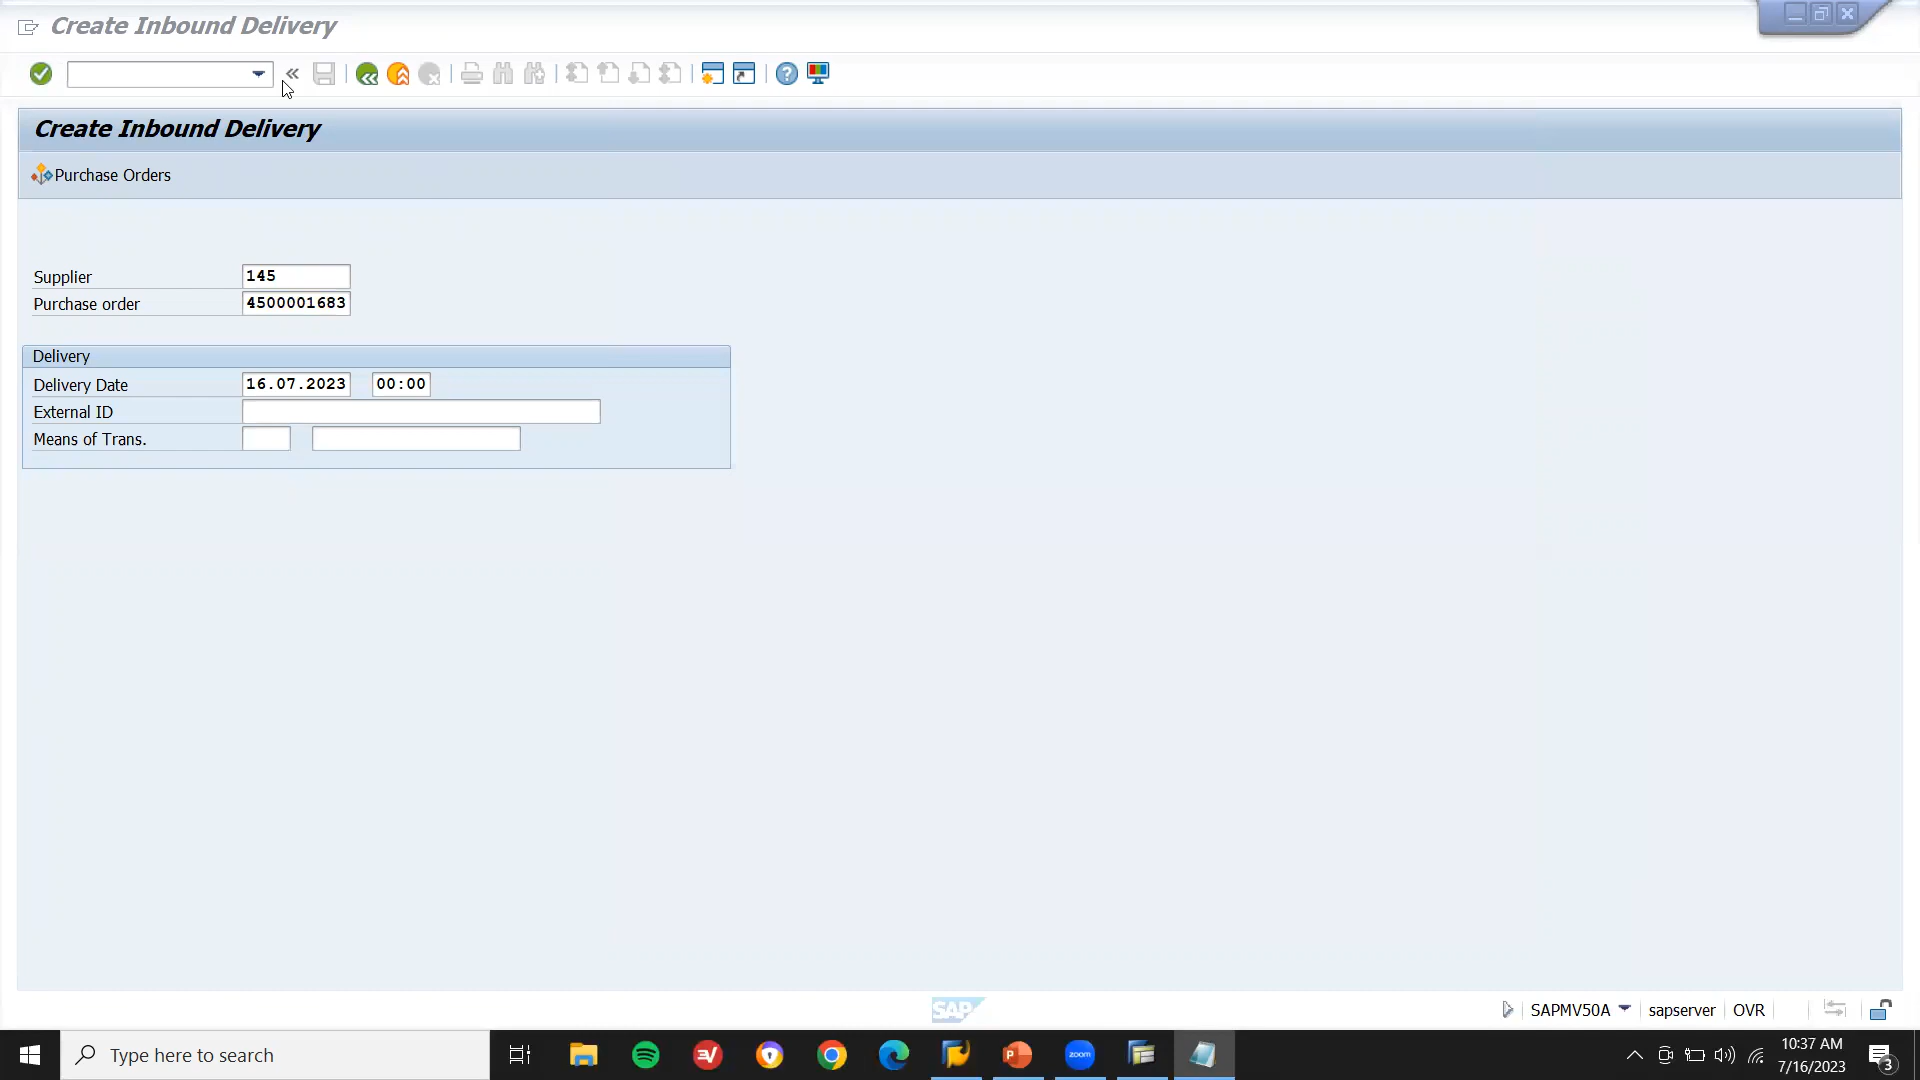 Create Inbound Delivery
Create Inbound Delivery
Purchase Orders
Supplier 145
Purchase order 4500001683
Delivery
Delivery Date 16.07.2023 00:00
External ID
Means of Trans.
SAP
SAPMV50A sapserver OVR
Type here to search
zoom
10:37 AM
7/16/2023
3